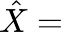 X̂ =